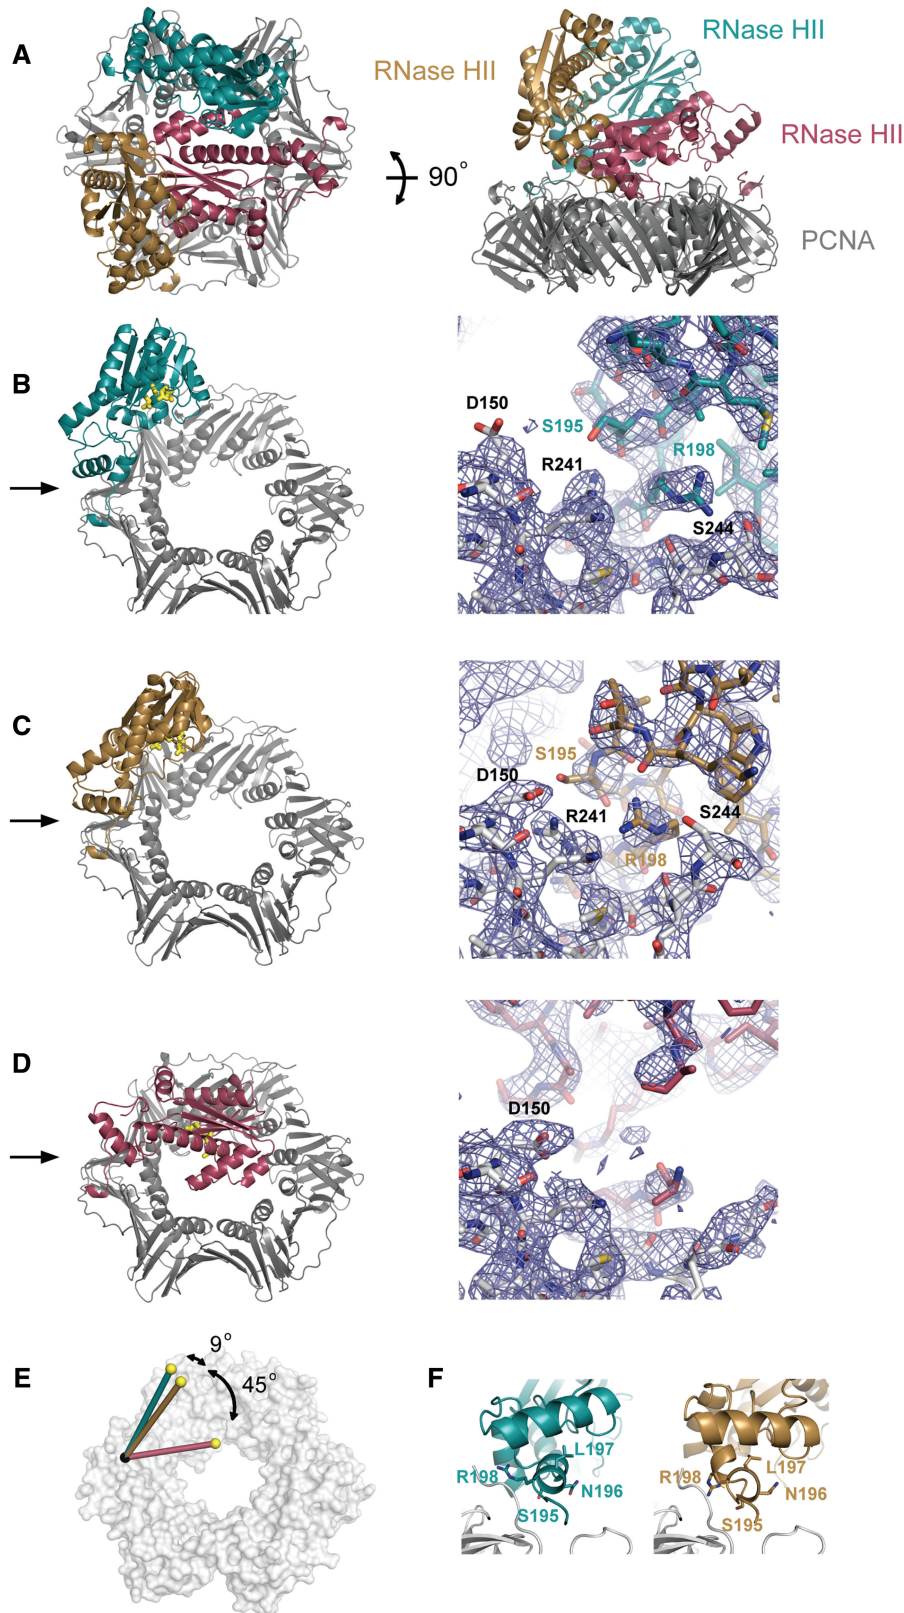 A
RNase HII
RNase HII
RNase HII
90°
PCNA
B
D150
S195
R241
R198
S244
C
S195
D150
R241
S244
R198
D
D150
E
9°
45°
F
L197
R198
N196
S195
L197
R198
N196
S195